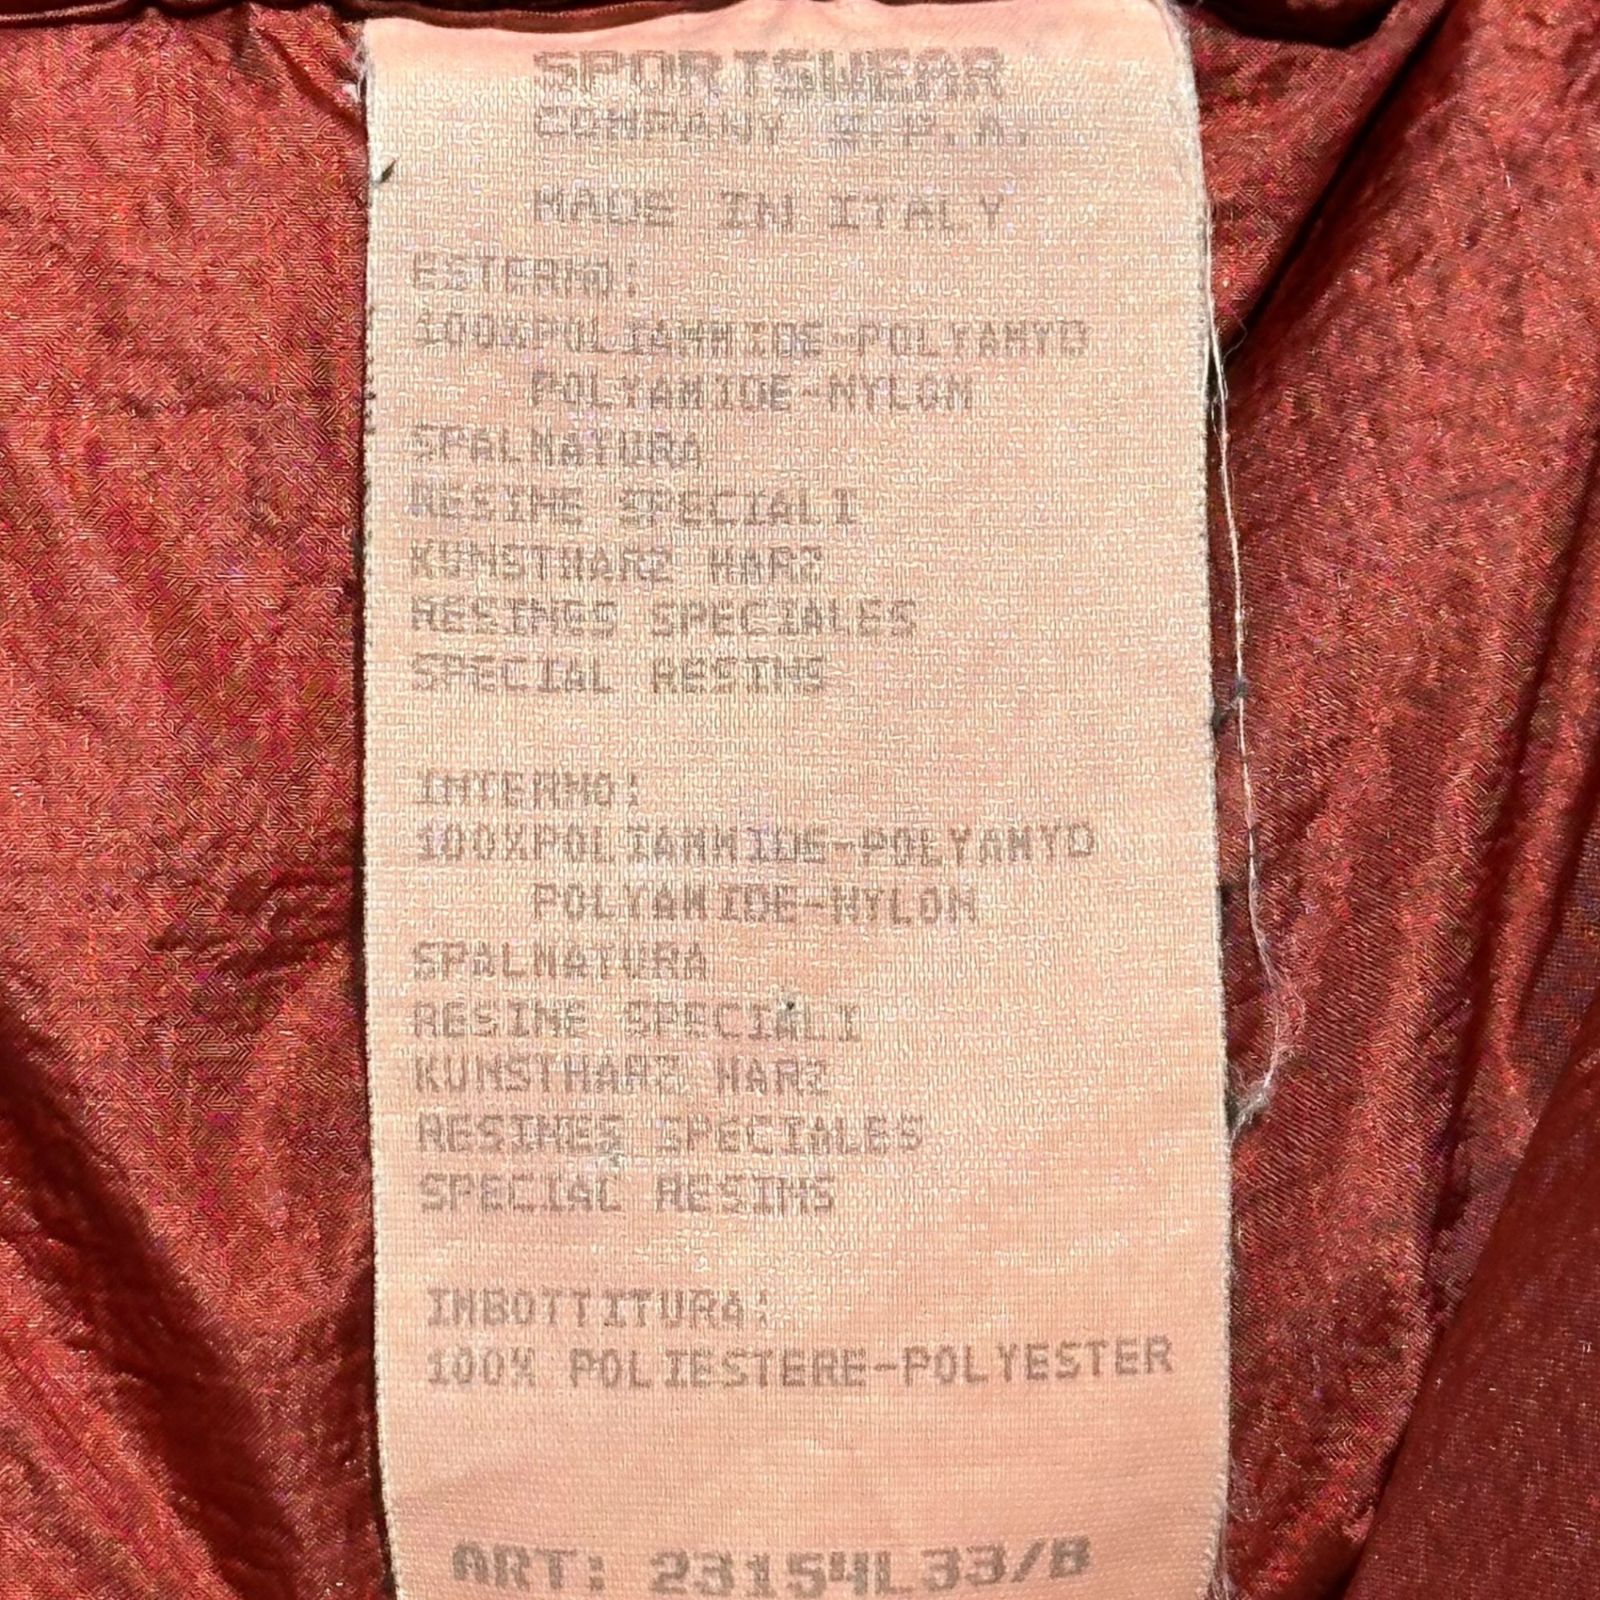 SPORTSWEAR
COMPANY S.P.A.
MADE IN ITALY
ESTERNO:
100%POLIAMMIDE-POLYAMYD
POLYAMIDE-NYLON
SPALMATURA
RESINE SPECIALI
KUNSTHARZ HARZ
RESINES SPECIALES
SPECIAL RESINS
INTERNO:
100%POLIAMMIDE-POLYAMYD
POLYAMIDE-NYLON
SPALMATURA
RESINE SPECIALI
KUNSTHARZ HARZ
RESINES SPECIALES
SPECIAL RESINS
IMBOTTITURA:
100% POLIESTERE-POLYESTER
ART: 23154L33/B